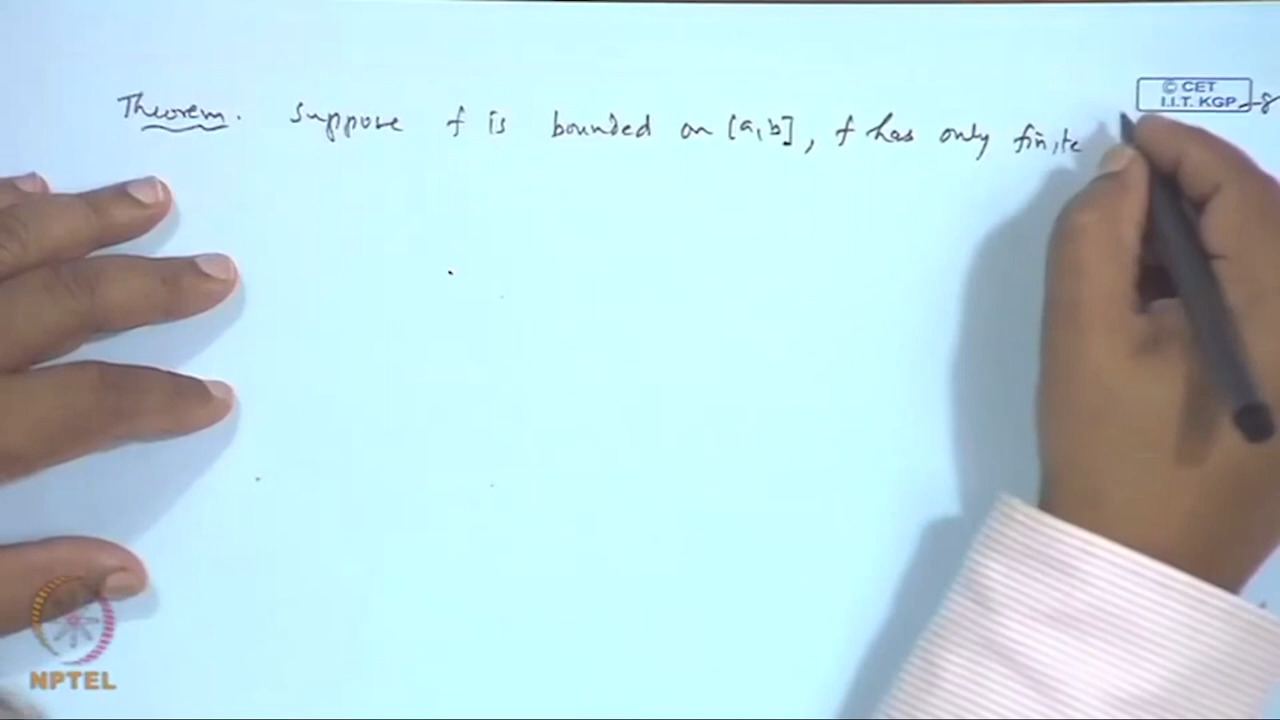 © CET
I.I.T. KGP
Theorem. Suppose f is bounded on [a,b], f has only finite
NPTEL